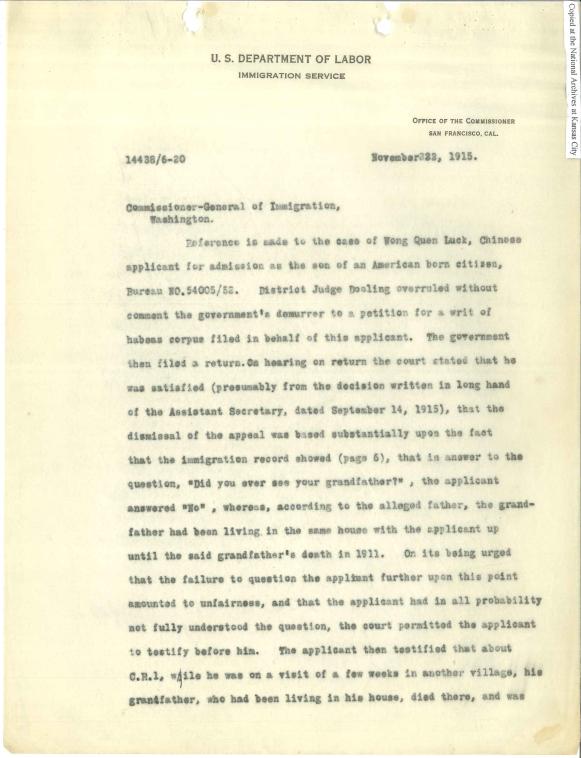 Copied at the National Archives at Kansas City
U. S. DEPARTMENT OF LABOR
IMMIGRATION SERVICE
OFFICE OF THE COMMISSIONER
SAN FRANCISCO, CAL.
14438/6-20
November 22, 1915.
Commissioner-General of Immigration,
Washington.
Reference is made to the case of Wong Quen Luck, Chinese
applicant for admission as the son of an American born citizen,
Bureau NO.54005/52. District Judge Dooling overruled without
comment the government's demurrer to a petition for a writ of
habeas corpus filed in behalf of this applicant. The government
then filed a return.On hearing on return the court stated that he
was satisfied (presumably from the decision written in long hand
of the Assistant Secretary, dated September 14, 1915), that the
dismissal of the appeal was based substantially upon the fact
that the immigration record showed (page 6), that in answer to the
question, "Did you ever see your grandfather?" , the applicant
answered "No" , whereas, according to the alleged father, the grand-
father had been living in the same house with the applicant up
until the said grandfather's death in 1911. On its being urged
that the failure to question the appliant further upon this point
amounted to unfairness, and that the applicant had in all probability
not fully understood the question, the court permitted the applicant
to testify before him. The applicant then testified that about
C.R.1, while he was on a visit of a few weeks in another village, his
grandfather, who had been living in his house, died there, and was